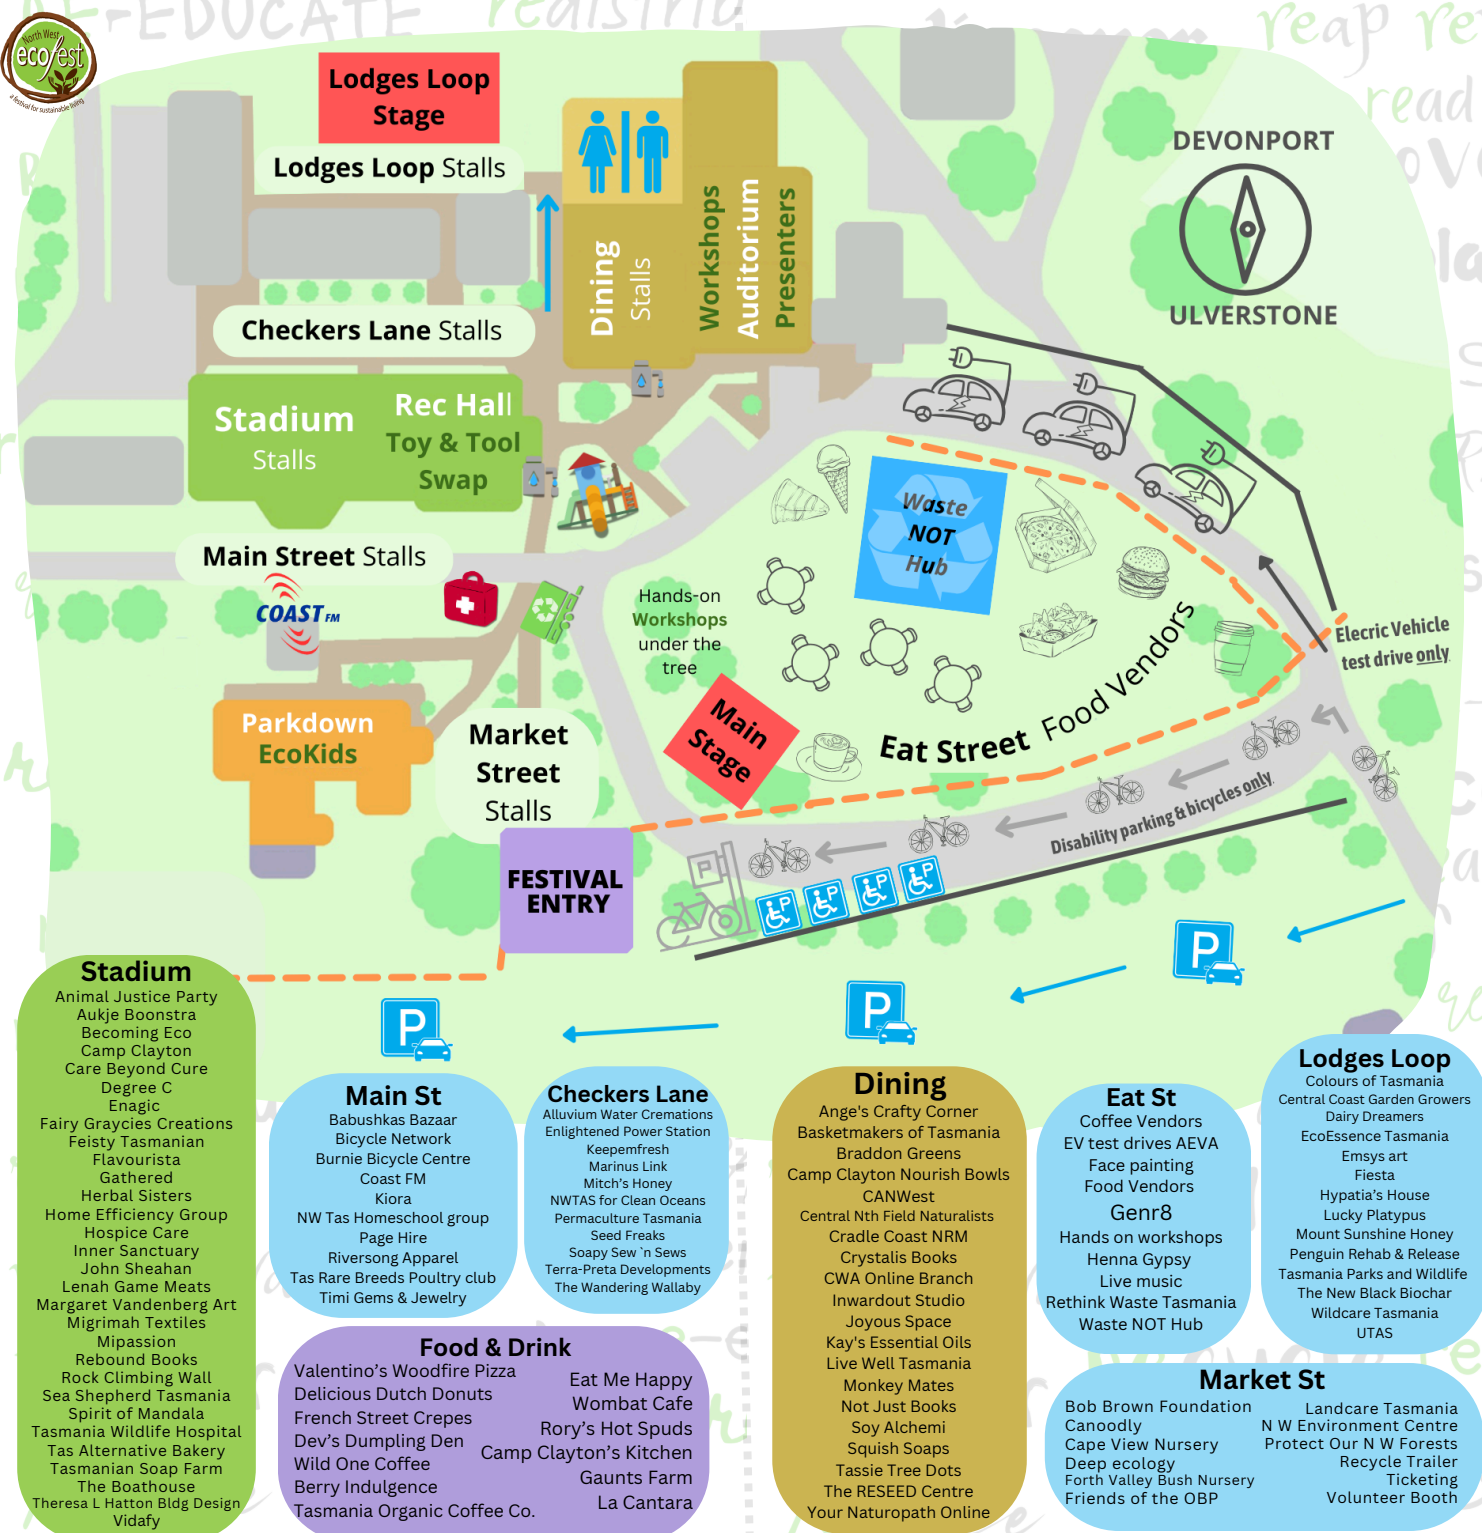 RE-EDUCATE
redistric
reap
re
read
North West
ecofest
a festival for sustainable living
Lodges Loop
Stage
Lodges Loop Stalls
Checkers Lane Stalls
Dining
Stalls
Workshops
Auditorium
Presenters
DEVONPORT
ULVERSTONE
Stadium
Stalls
Rec Hall
Toy & Tool
Swap
Main Street Stalls
COAST FM
Waste
NOT
Hub
Hands-on
Workshops
under the
tree
Main
Stage
Eat Street Food Vendors
Elecric Vehicle
test drive only
Disability parking & bicycles only
Parkdown
EcoKids
Market
Street
Stalls
FESTIVAL
ENTRY
P
P
P
P
P
P
P
P
Stadium
Animal Justice Party
Aukje Boonstra
Becoming Eco
Camp Clayton
Care Beyond Cure
Degree C
Enagic
Fairy Graycies Creations
Feisty Tasmanian
Flavourista
Gathered
Herbal Sisters
Home Efficiency Group
Hospice Care
Inner Sanctuary
John Sheahan
Lenah Game Meats
Margaret Vandenberg Art
Migrimah Textiles
Mipassion
Rebound Books
Rock Climbing Wall
Sea Shepherd Tasmania
Spirit of Mandala
Tasmania Wildlife Hospital
Tas Alternative Bakery
Tasmanian Soap Farm
The Boathouse
Theresa L Hatton Bldg Design
Vidafy
Main St
Babushkas Bazaar
Bicycle Network
Burnie Bicycle Centre
Coast FM
Kiora
NW Tas Homeschool group
Page Hire
Riversong Apparel
Tas Rare Breeds Poultry club
Timi Gems & Jewelry
Checkers Lane
Alluvium Water Cremations
Enlightened Power Station
Keepemfresh
Marinus Link
Mitch's Honey
NWTAS for Clean Oceans
Permaculture Tasmania
Seed Freaks
Soapy Sew `n Sews
Terra-Preta Developments
The Wandering Wallaby
Food & Drink
Valentino's Woodfire Pizza
Delicious Dutch Donuts
French Street Crepes
Dev's Dumpling Den
Wild One Coffee
Berry Indulgence
Tasmania Organic Coffee Co.
Eat Me Happy
Wombat Cafe
Rory's Hot Spuds
Camp Clayton's Kitchen
Gaunts Farm
La Cantara
Dining
Ange's Crafty Corner
Basketmakers of Tasmania
Braddon Greens
Camp Clayton Nourish Bowls
CANWest
Central Nth Field Naturalists
Cradle Coast NRM
Crystalis Books
CWA Online Branch
Inwardout Studio
Joyous Space
Kay's Essential Oils
Live Well Tasmania
Monkey Mates
Not Just Books
Soy Alchemi
Squish Soaps
Tassie Tree Dots
The RESEED Centre
Your Naturopath Online
Eat St
Coffee Vendors
EV test drives AEVA
Face painting
Food Vendors
Genr8
Hands on workshops
Henna Gypsy
Live music
Rethink Waste Tasmania
Waste NOT Hub
Lodges Loop
Colours of Tasmania
Central Coast Garden Growers
Dairy Dreamers
EcoEssence Tasmania
Emsys art
Fiesta
Hypatia's House
Lucky Platypus
Mount Sunshine Honey
Penguin Rehab & Release
Tasmania Parks and Wildlife
The New Black Biochar
Wildcare Tasmania
UTAS
Market St
Bob Brown Foundation
Canoodly
Cape View Nursery
Deep ecology
Forth Valley Bush Nursery
Friends of the OBP
Landcare Tasmania
N W Environment Centre
Protect Our N W Forests
Recycle Trailer
Ticketing
Volunteer Booth